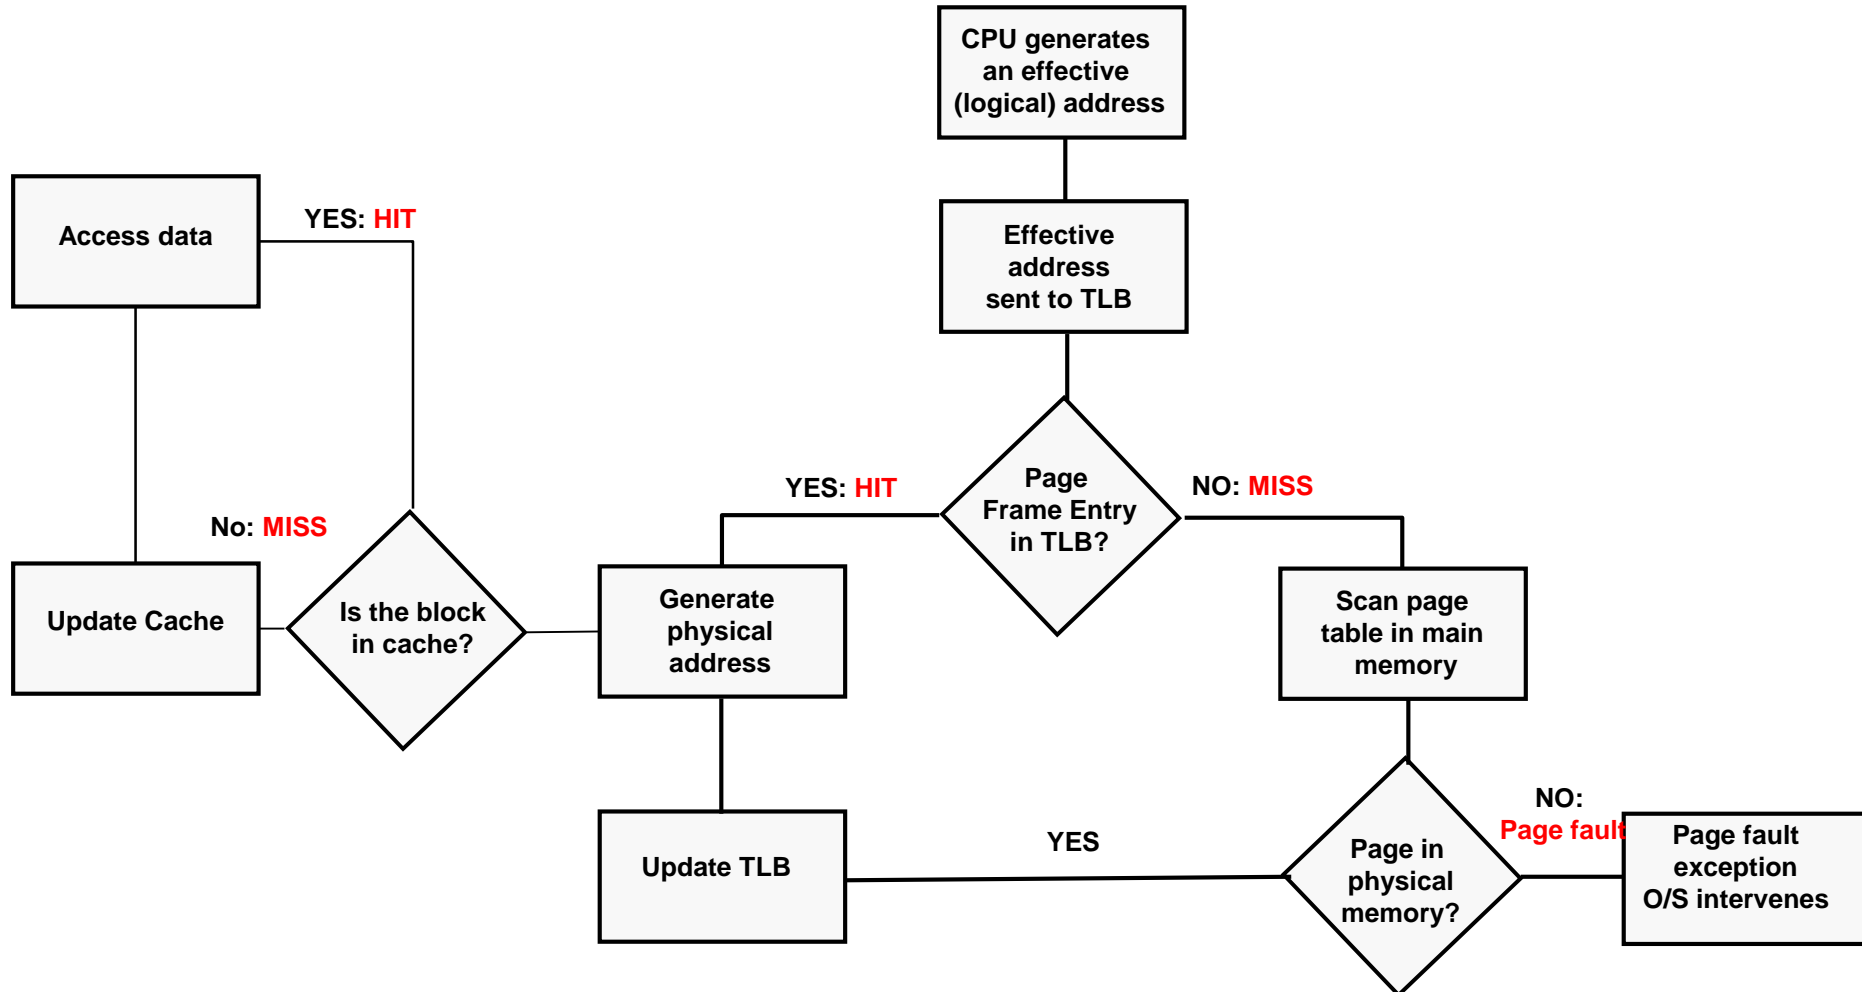 CPU generates
an effective
(logical) address
Effective
address
sent to TLB
Page
Frame Entry
in TLB?
YES: HIT
NO: MISS
Generate
physical
address
Scan page
table in main
memory
Page in
physical
memory?
YES
NO:
Page fault
Page fault
exception
O/S intervenes
Update TLB
Is the block
in cache?
YES: HIT
No: MISS
Access data
Update Cache